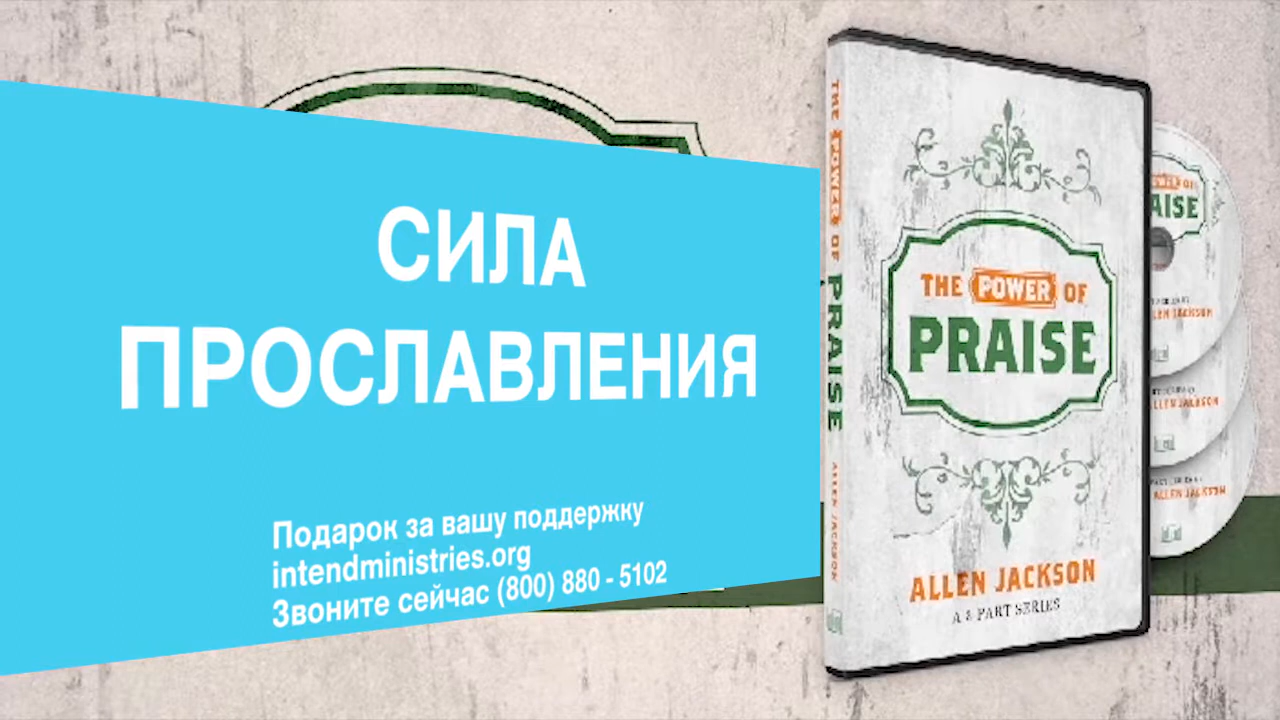 СИЛА
ПРОСЛАВЛЕНИЯ
Подарок за вашу поддержку
intendministries.org
Звоните сейчас (800) 880 - 5102
THE POWER OF PRAISE ALLEN JACKSON
THE POWER OF
PRAISE
ALLEN JACKSON
A 3 PART SERIES
ALLEN JACKSON
ALLEN JACKSON
ALLEN JACKSON